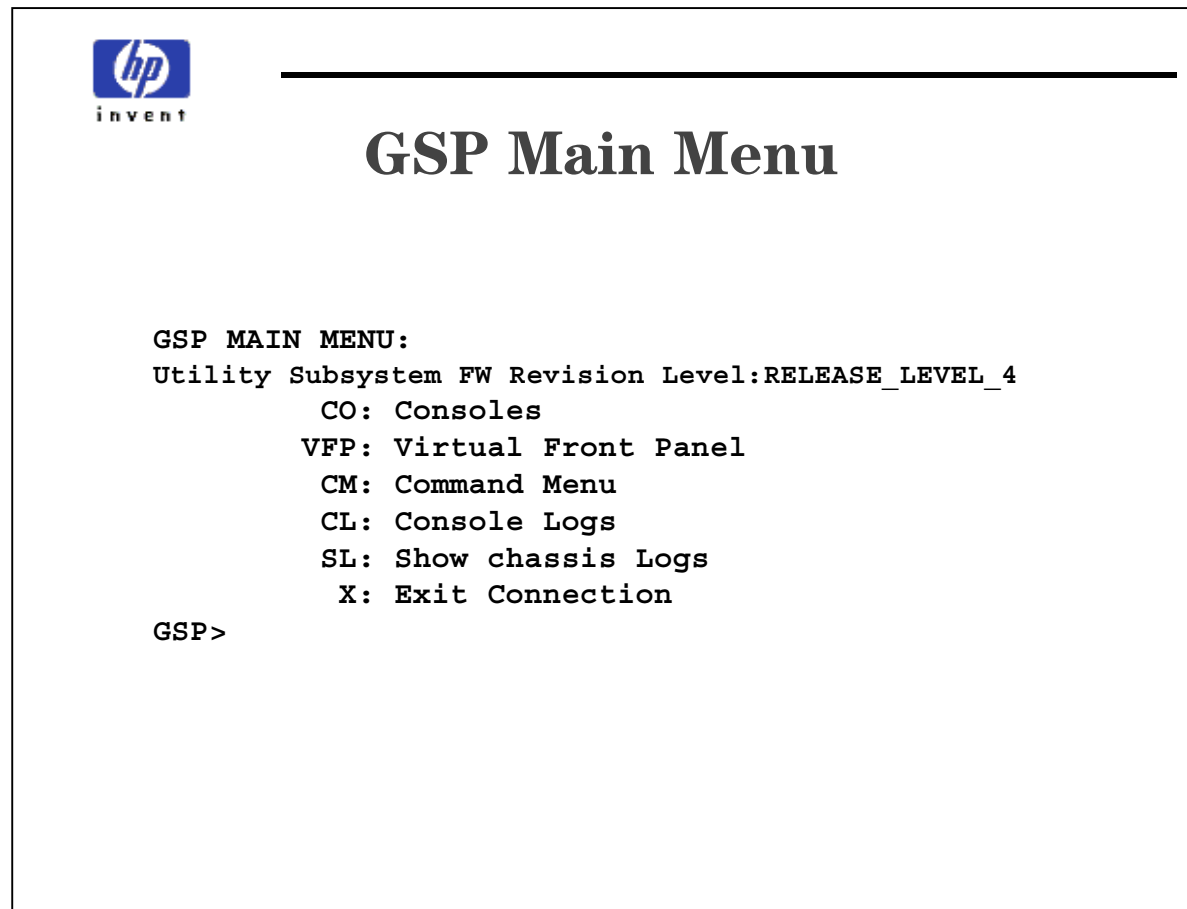 hp
invent
GSP Main Menu
GSP MAIN MENU:
Utility Subsystem FW Revision Level:RELEASE_LEVEL_4
CO: Consoles
VFP: Virtual Front Panel
CM: Command Menu
CL: Console Logs
SL: Show chassis Logs
X: Exit Connection
GSP>